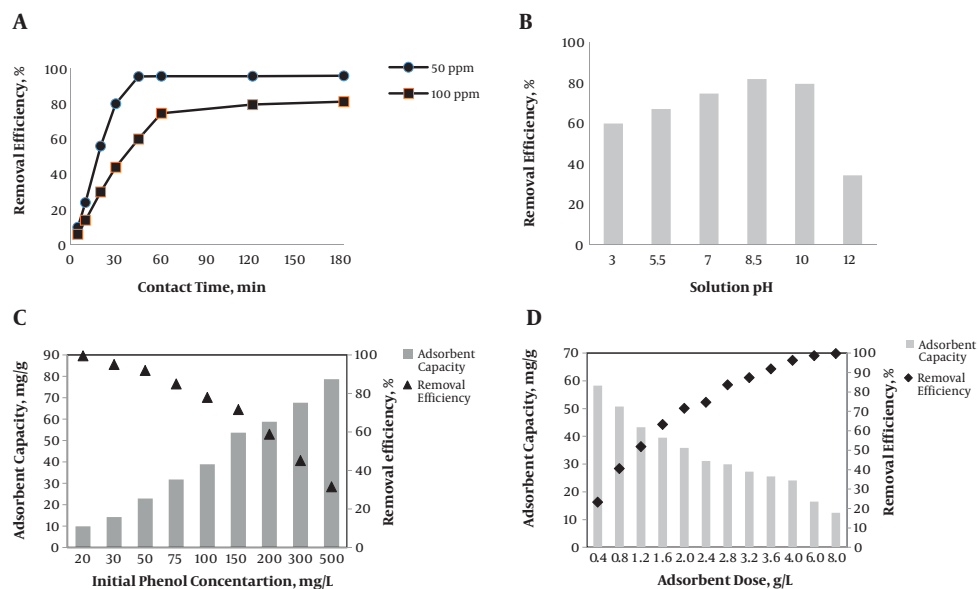 A
Removal Efficiency, %
100
80
60
40
20
0
0 30 60 90 120 150 180
Contact Time, min
50 ppm
100 ppm
B
Removal Efficiency, %
100
80
60
40
20
0
3 5.5 7 8.5 10 12
Solution pH
C
Adsorbent Capacity, mg/g
90
80
70
60
50
40
30
20
10
0
20 30 50 75 100 150 200 300 500
Initial Phenol Concentartion, mg/L
100
80
60
40
20
0
Removal efficiency, %
Adsorbent
Capacity
Removal
Efficiency
D
Adsorbent Capacity, mg/g
70
60
50
40
30
20
10
0
0.4 0.8 1.2 1.6 2.0 2.4 2.8 3.2 3.6 4.0 6.0 8.0
Adsorbent Dose, g/L
100
90
80
70
60
50
40
30
20
10
0
Removal Efficiency, %
Adsorbent
Capacity
Removal
Efficiency